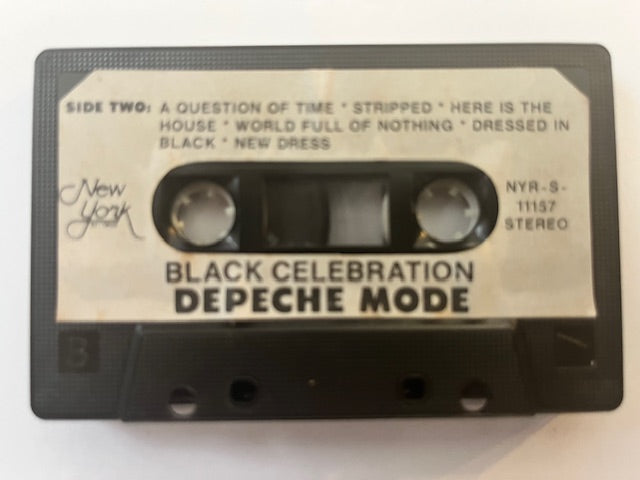 SIDE TWO: A QUESTION OF TIME * STRIPPED * HERE IS THE
HOUSE * WORLD FULL OF NOTHING * DRESSED IN
BLACK * NEW DRESS
New
York
NYR-S-
11157
STEREO
BLACK CELEBRATION
DEPECHE MODE
B